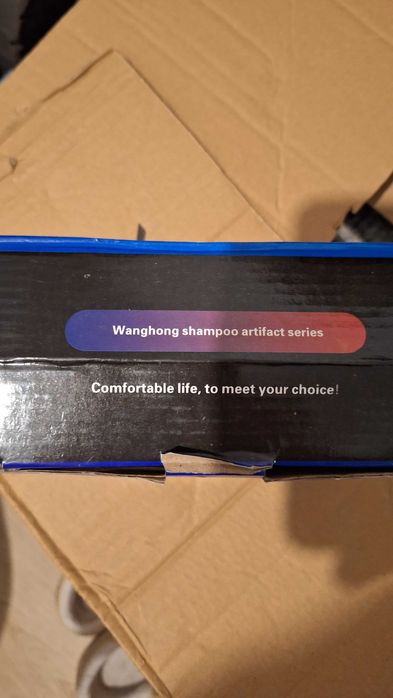 Wanghong shampoo artifact series
Comfortable life, to meet your choice!